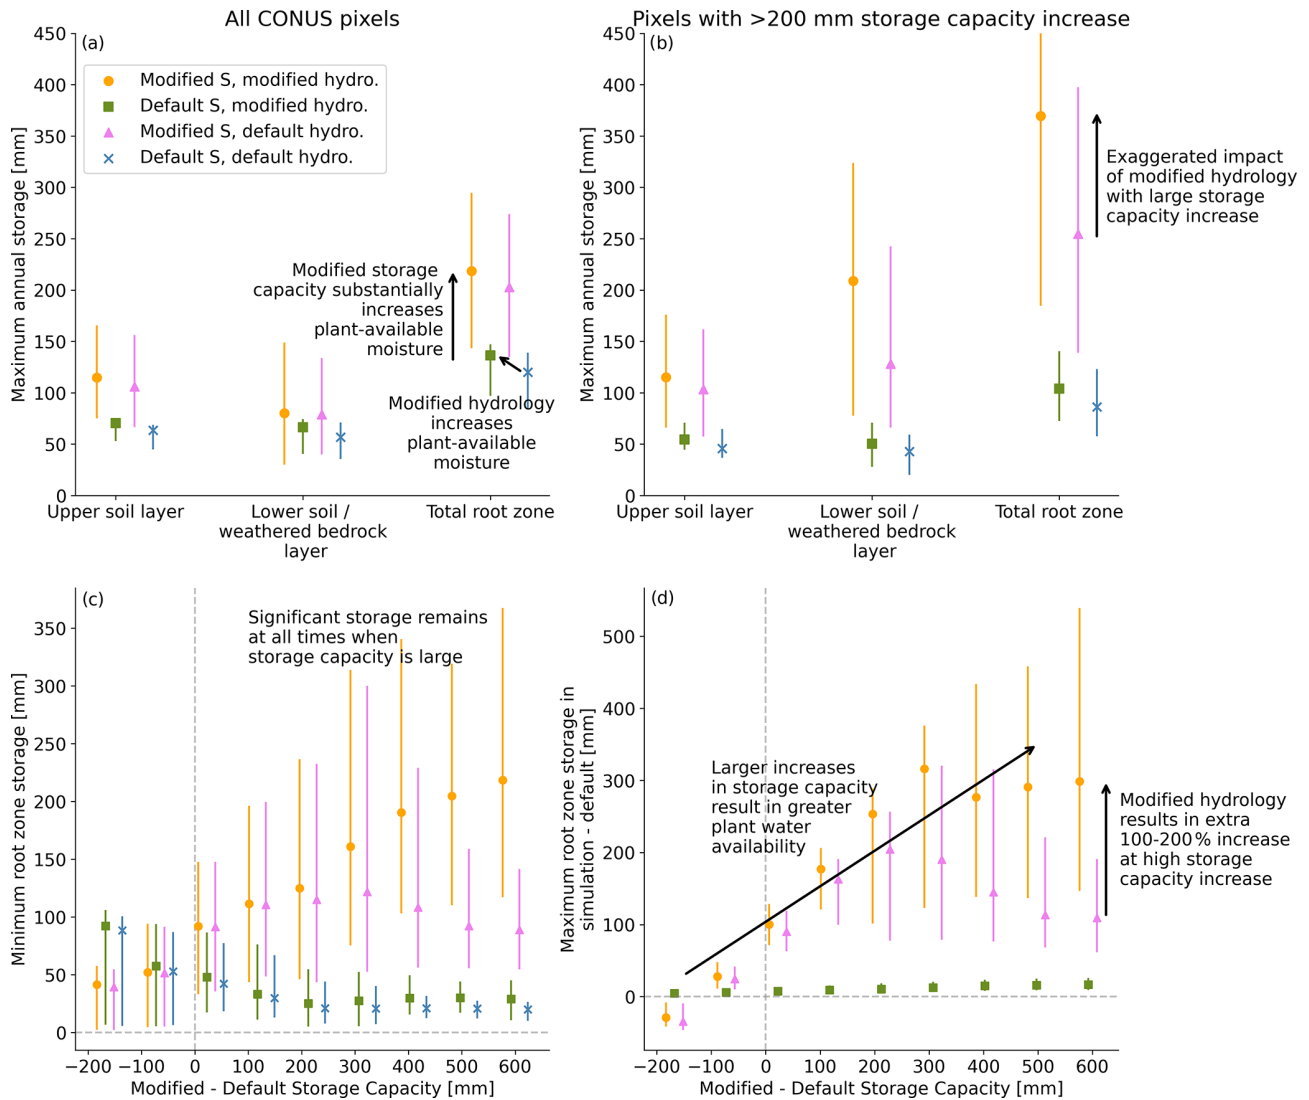 All CONUS pixels
Pixels with >200 mm storage capacity increase
(a)
450
400
350
300
250
200
150
100
50
0
Maximum annual storage [mm]
Modified S, modified hydro.
Default S, modified hydro.
Modified S, default hydro.
Default S, default hydro.
Modified storage
capacity substantially
increases
plant-available
moisture
Modified hydrology
increases
plant-available
moisture
Upper soil layer
Lower soil /
weathered bedrock
layer
Total root zone
(b)
450
400
350
300
250
200
150
100
50
0
Maximum annual storage [mm]
Exaggerated impact
of modified hydrology
with large storage
capacity increase
Upper soil layer
Lower soil /
weathered bedrock
layer
Total root zone
(c)
350
300
250
200
150
100
50
0
Minimum root zone storage [mm]
Significant storage remains
at all times when
storage capacity is large
−200
−100
0
100
200
300
400
500
600
Modified - Default Storage Capacity [mm]
(d)
500
400
300
200
100
0
Maximum root zone storage in
simulation - default [mm]
Larger increases
in storage capacity
result in greater
plant water
availability
Modified hydrology
results in extra
100-200% increase
at high storage
capacity increase
−200
−100
0
100
200
300
400
500
600
Modified - Default Storage Capacity [mm]